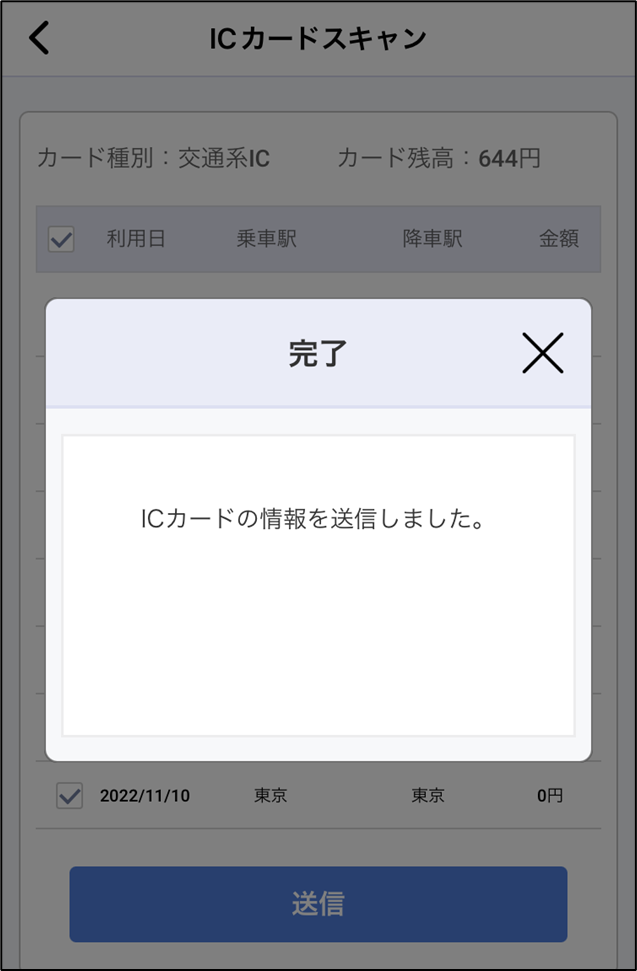 ICカードスキャン
カード種別：交通系IC カード残高：644円
利用日 乗車駅 降車駅 金額
完了
ICカードの情報を送信しました。
2022/11/10 東京 東京 0円
送信